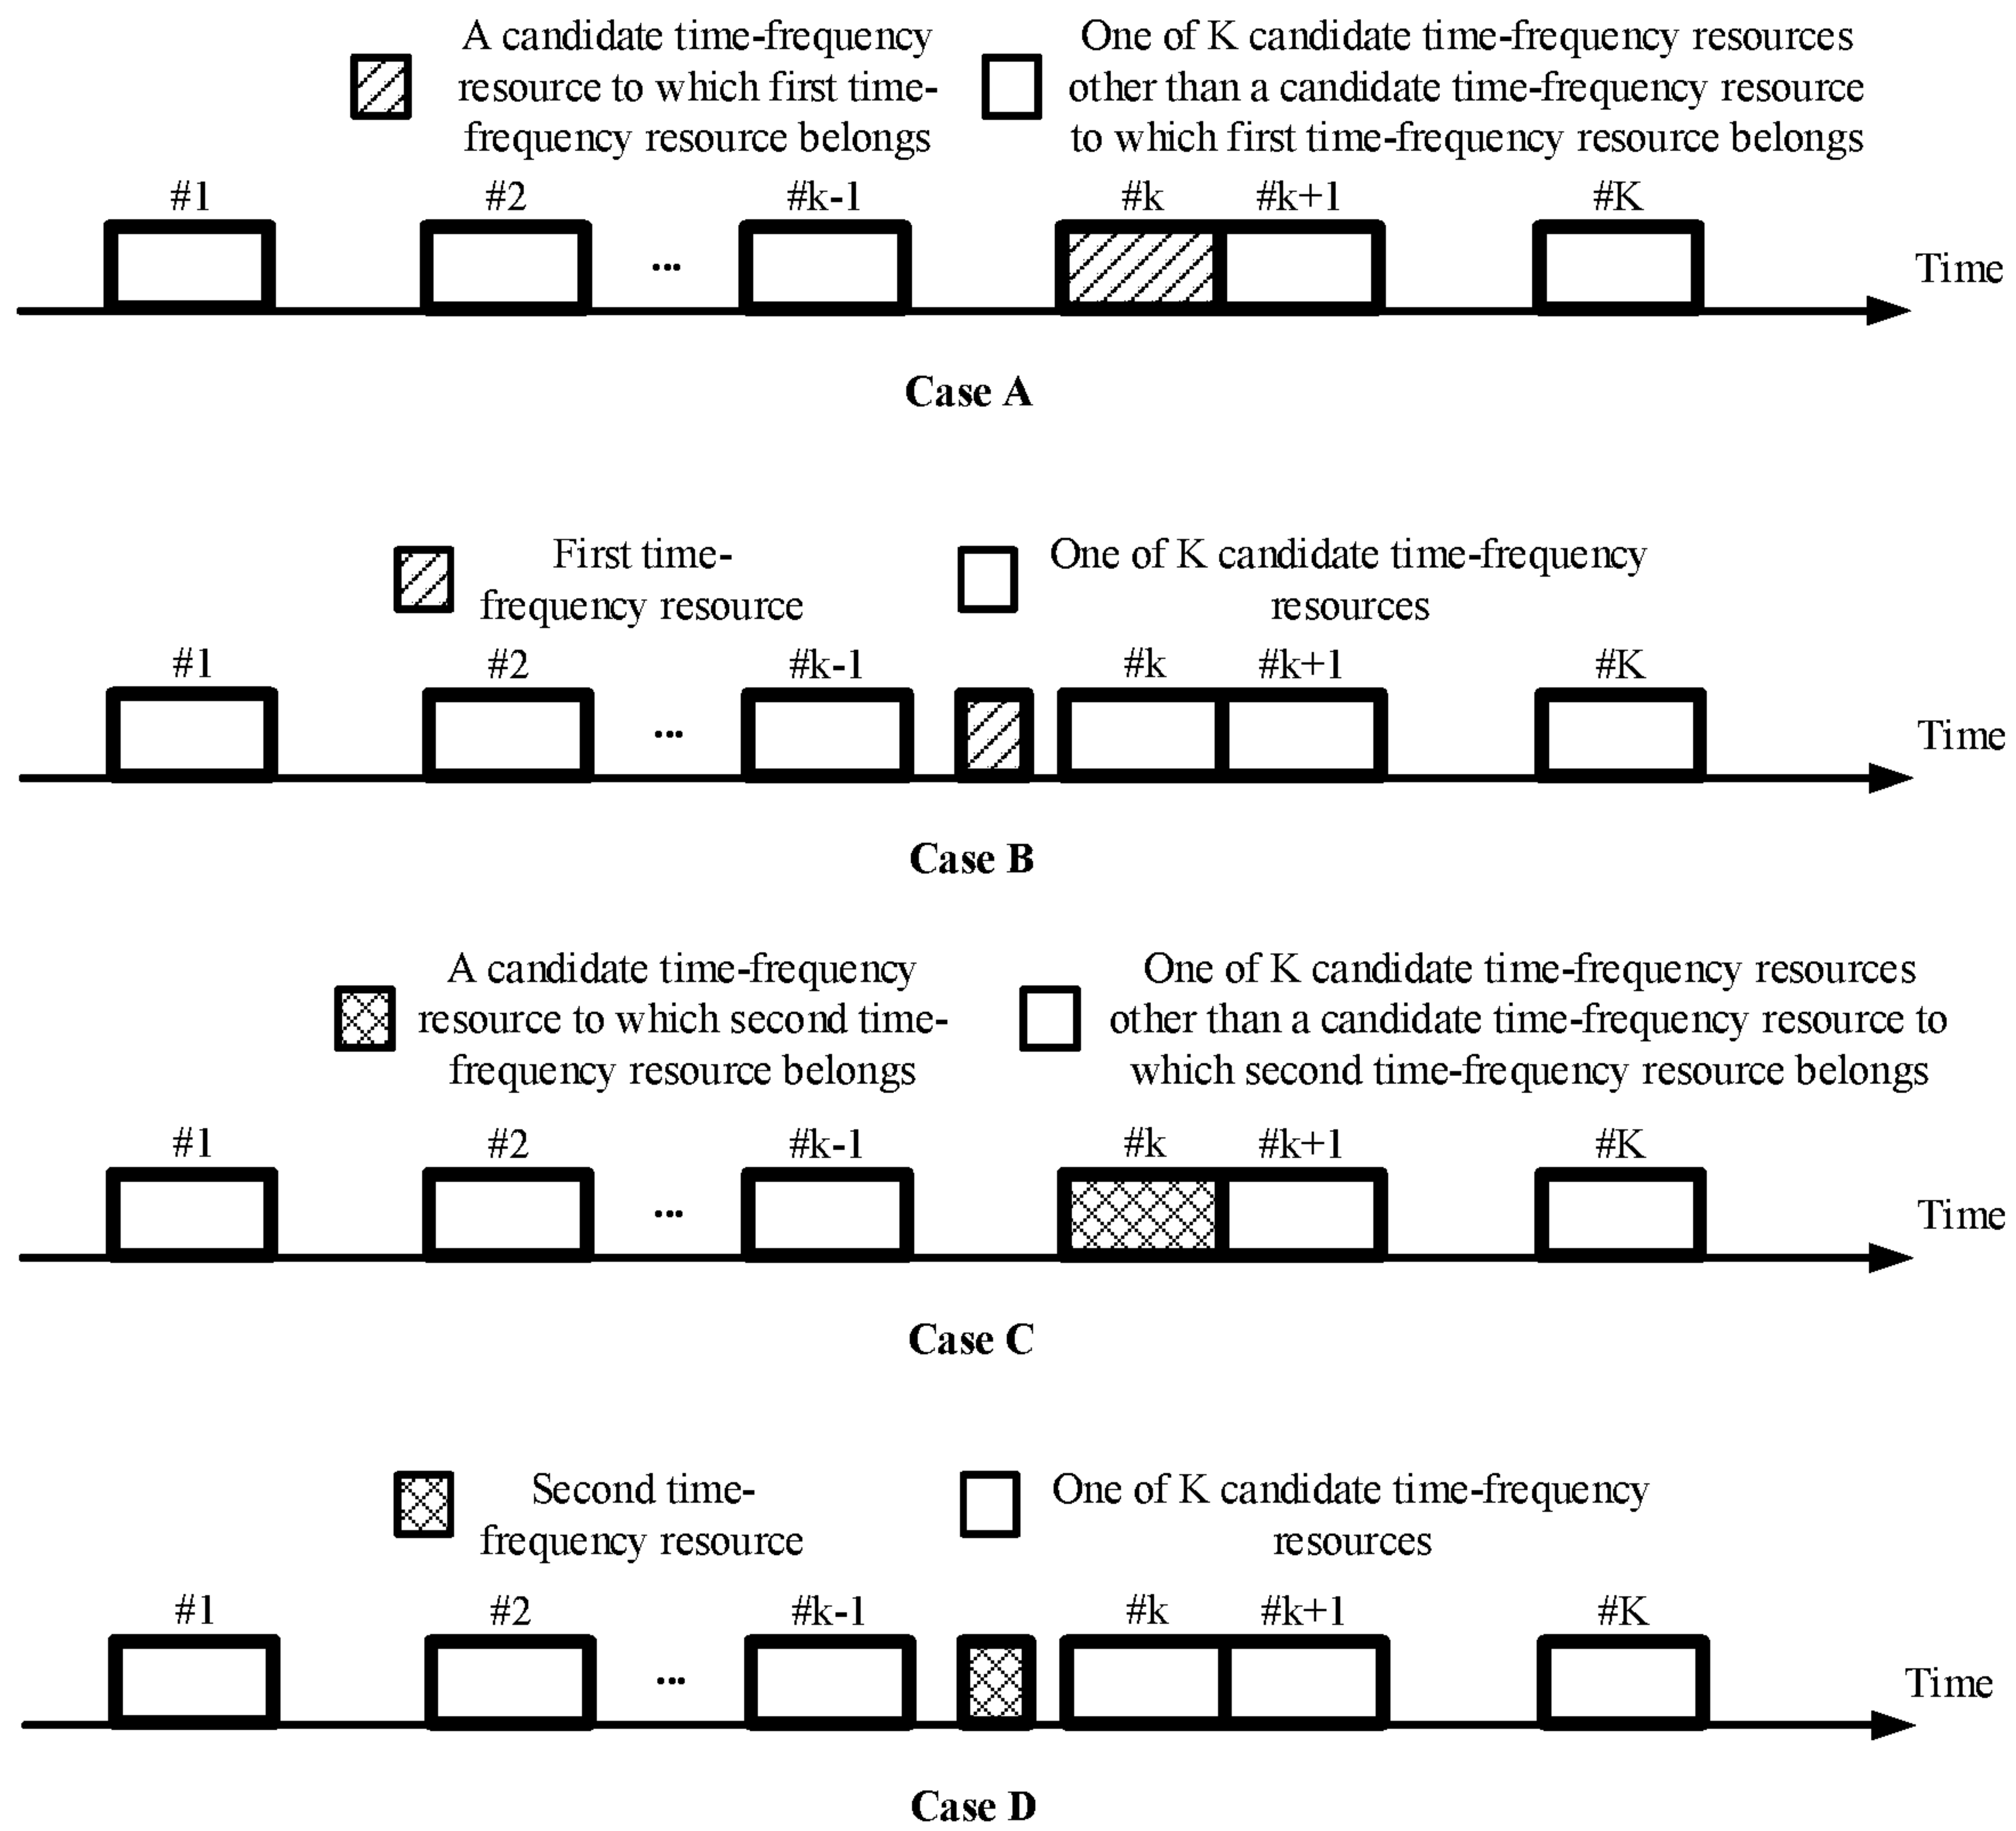 A candidate time-frequency
resource to which first time-
frequency resource belongs
One of K candidate time-frequency resources
other than a candidate time-frequency resource
to which first time-frequency resource belongs
#1 #2 #k-1 #k #k+1 #K
... Time
Case A
First time-
frequency resource
One of K candidate time-frequency
resources
#1 #2 #k-1 #k #k+1 #K
... Time
Case B
A candidate time-frequency
resource to which second time-
frequency resource belongs
One of K candidate time-frequency resources
other than a candidate time-frequency resource to
which second time-frequency resource belongs
#1 #2 #k-1 #k #k+1 #K
... Time
Case C
Second time-
frequency resource
One of K candidate time-frequency
resources
#1 #2 #k-1 #k #k+1 #K
... Time
Case D